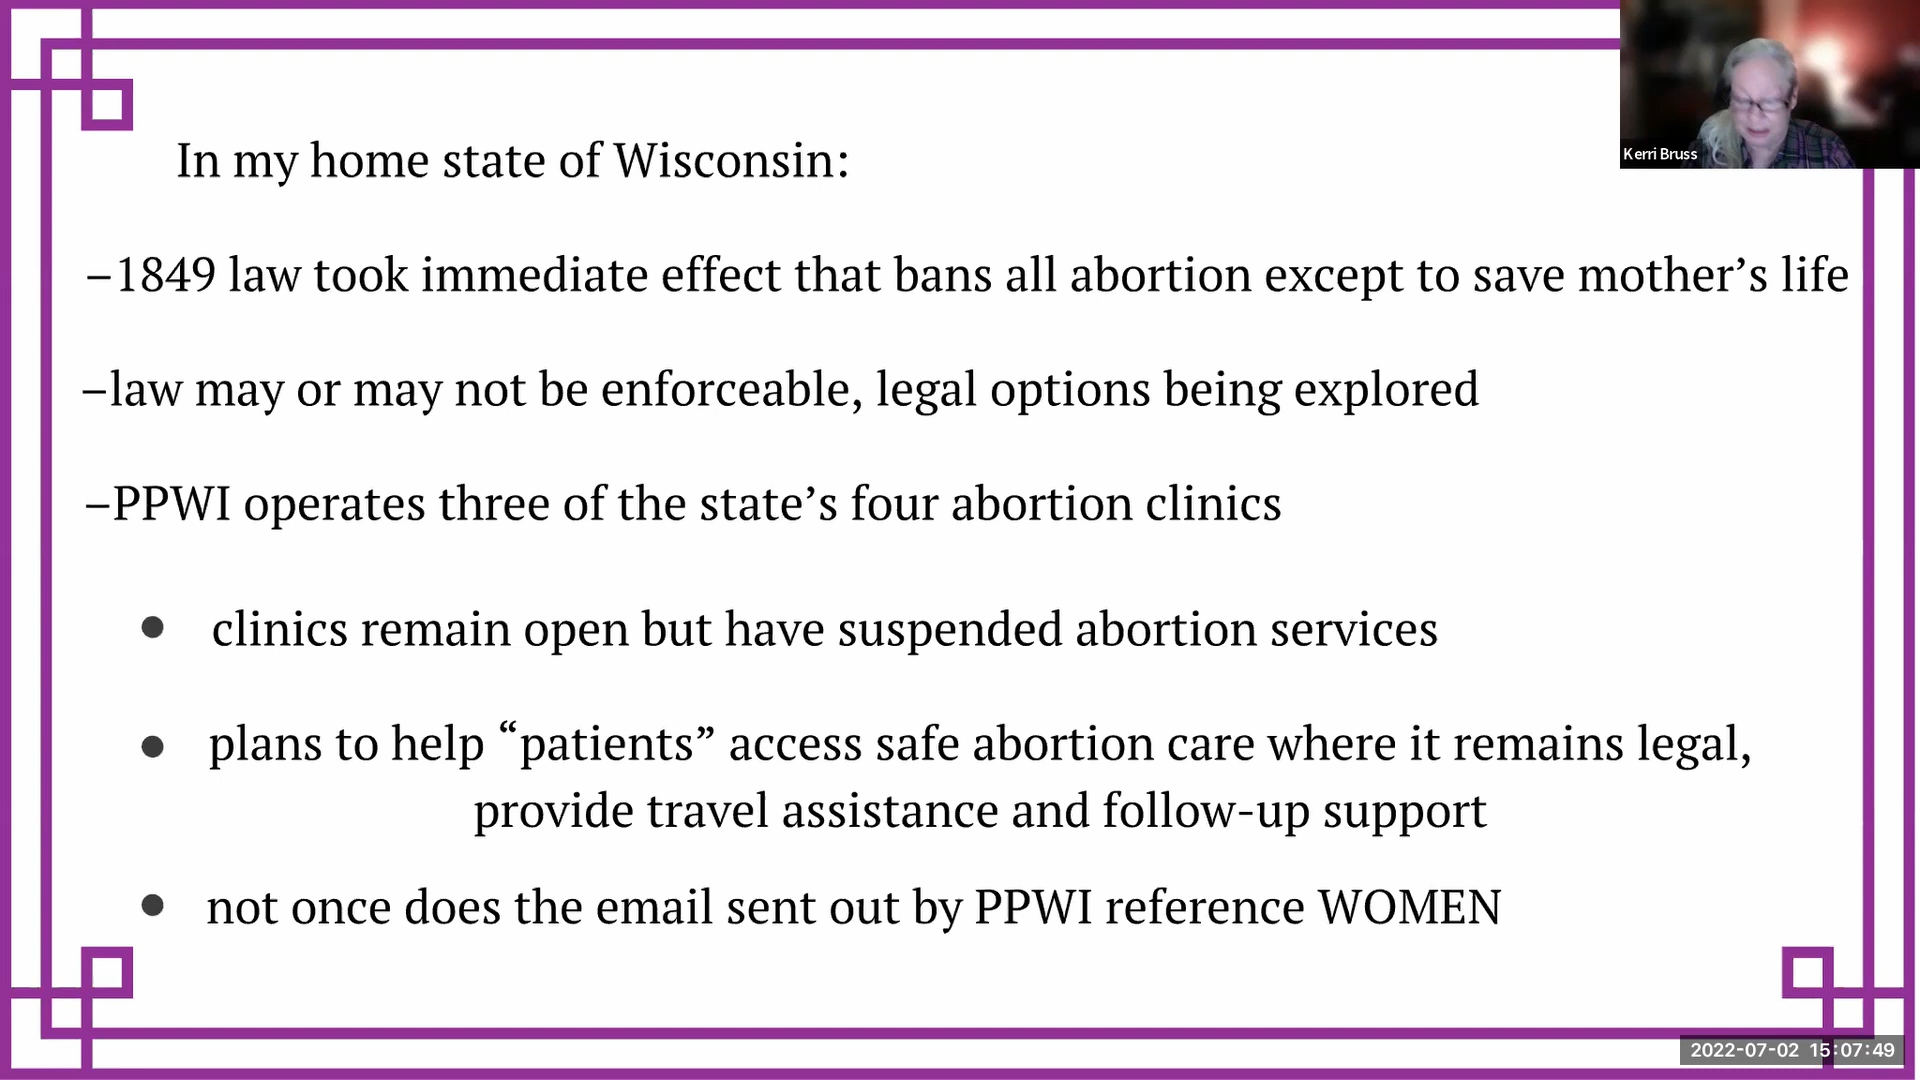 Kerri Bruss
In my home state of Wisconsin:
–1849 law took immediate effect that bans all abortion except to save mother’s life
–law may or may not be enforceable, legal options being explored
–PPWI operates three of the state’s four abortion clinics
● clinics remain open but have suspended abortion services
● plans to help “patients” access safe abortion care where it remains legal,
provide travel assistance and follow-up support
● not once does the email sent out by PPWI reference WOMEN
2022-07-02 15:07:49